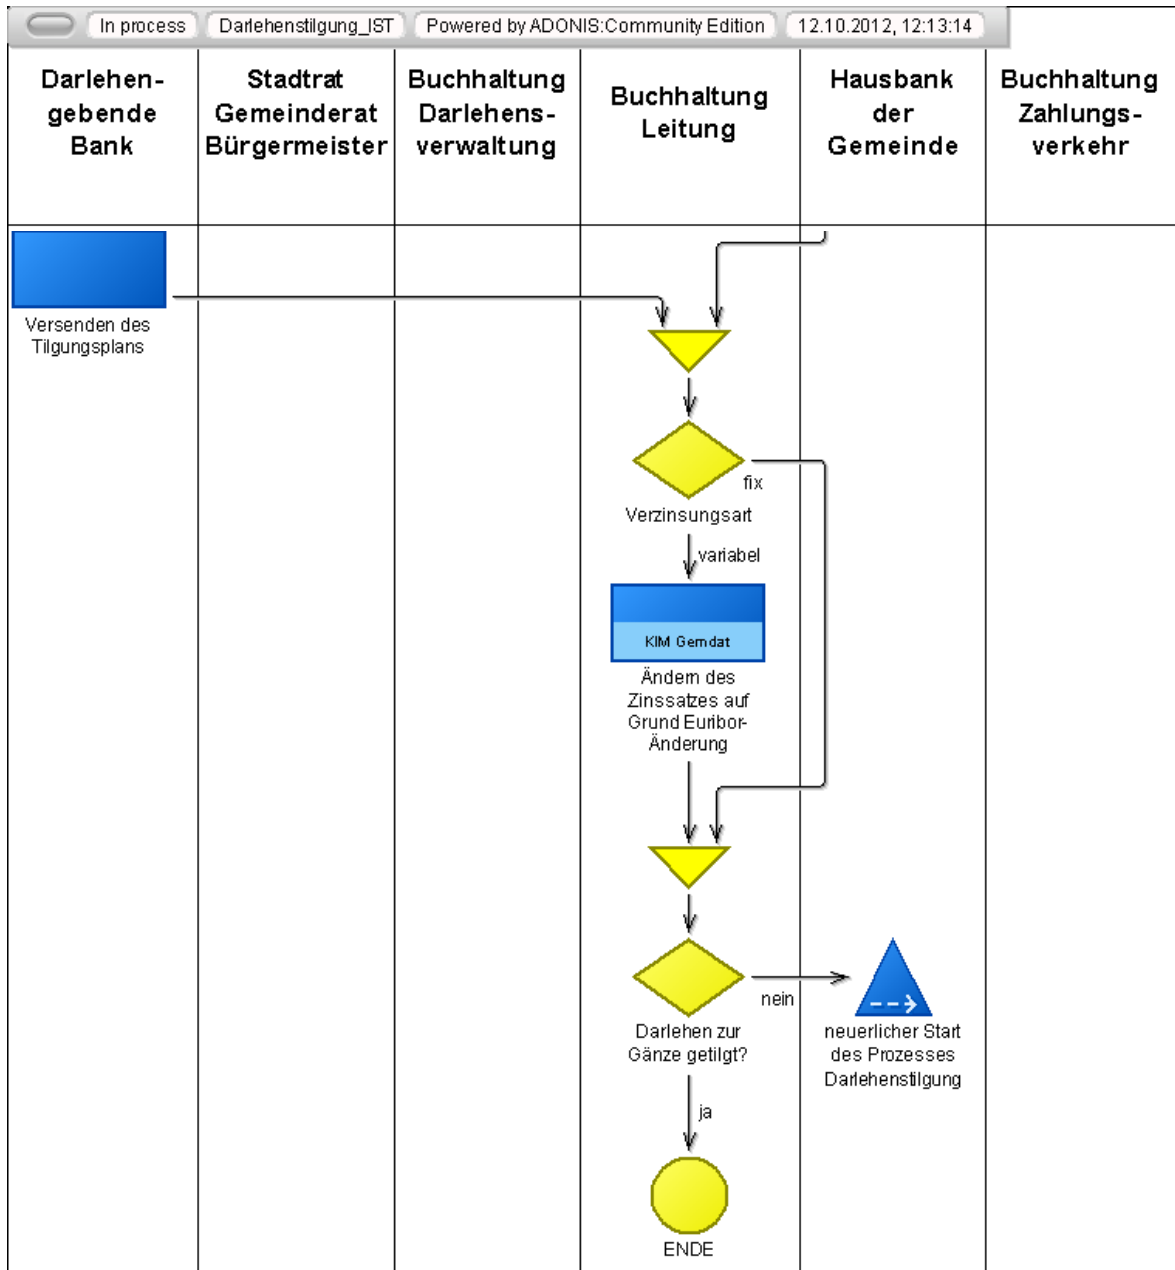 In process Darlehenstilgung_IST Powered by ADONIS:Community Edition 12.10.2012, 12:13:14
Darlehen-
gebende
Bank
Stadtrat
Gemeinderat
Bürgermeister
Buchhaltung
Darlehens-
verwaltung
Buchhaltung
Leitung
Hausbank
der
Gemeinde
Buchhaltung
Zahlungs-
verkehr
Versenden des
Tilgungsplans
fix
Verzinsungsart
variabel
KIM Gemdat
Ändern des
Zinssatzes auf
Grund Euribor-
Änderung
nein
Darlehen zur
Gänze getilgt?
neuerlicher Start
des Prozesses
Darlehenstilgung
ja
ENDE